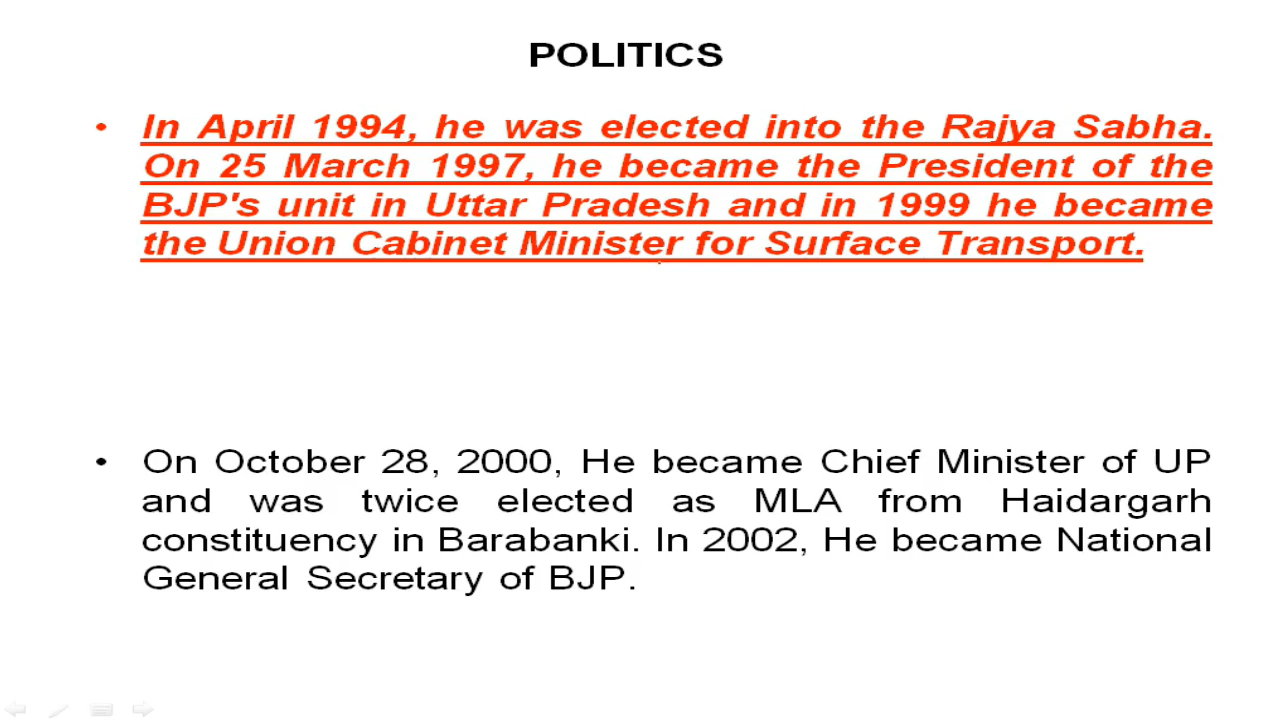 POLITICS
• In April 1994, he was elected into the Rajya Sabha.
On 25 March 1997, he became the President of the
BJP's unit in Uttar Pradesh and in 1999 he became
the Union Cabinet Minister for Surface Transport.
• On October 28, 2000, He became Chief Minister of UP
and was twice elected as MLA from Haidargarh
constituency in Barabanki. In 2002, He became National
General Secretary of BJP.